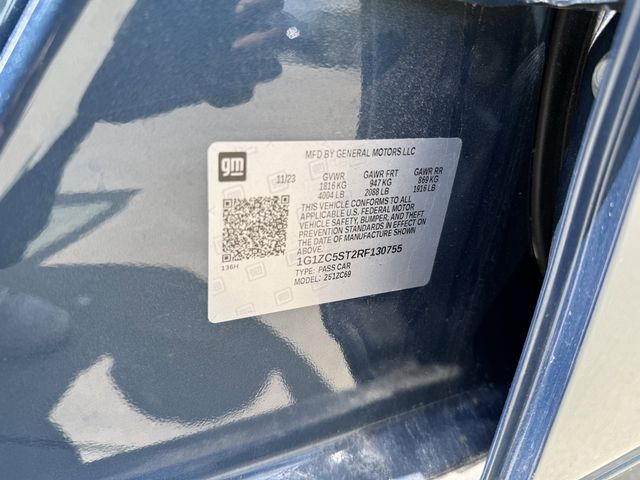 gm
MFD BY GENERAL MOTORS LLC
11/23 GVWR GAWR FRT GAWR RR
1816 KG 947 KG 869 KG
4004 LB 2088 LB 1916 LB
THIS VEHICLE CONFORMS TO ALL
APPLICABLE U.S. FEDERAL MOTOR
VEHICLE SAFETY, BUMPER, AND THEFT
PREVENTION STANDARDS IN EFFECT ON
THE DATE OF MANUFACTURE SHOWN
ABOVE.
1G1ZC5ST2RF130755
136H
TYPE: PASS CAR
MODEL: 251ZC69